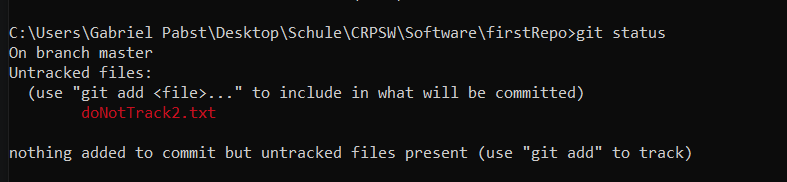 C:\Users\Gabriel Pabst\Desktop\Schule\CRPSW\Software\firstRepo>git status
On branch master
Untracked files:
  (use "git add <file>..." to include in what will be committed)
        doNotTrack2.txt

nothing added to commit but untracked files present (use "git add" to track)